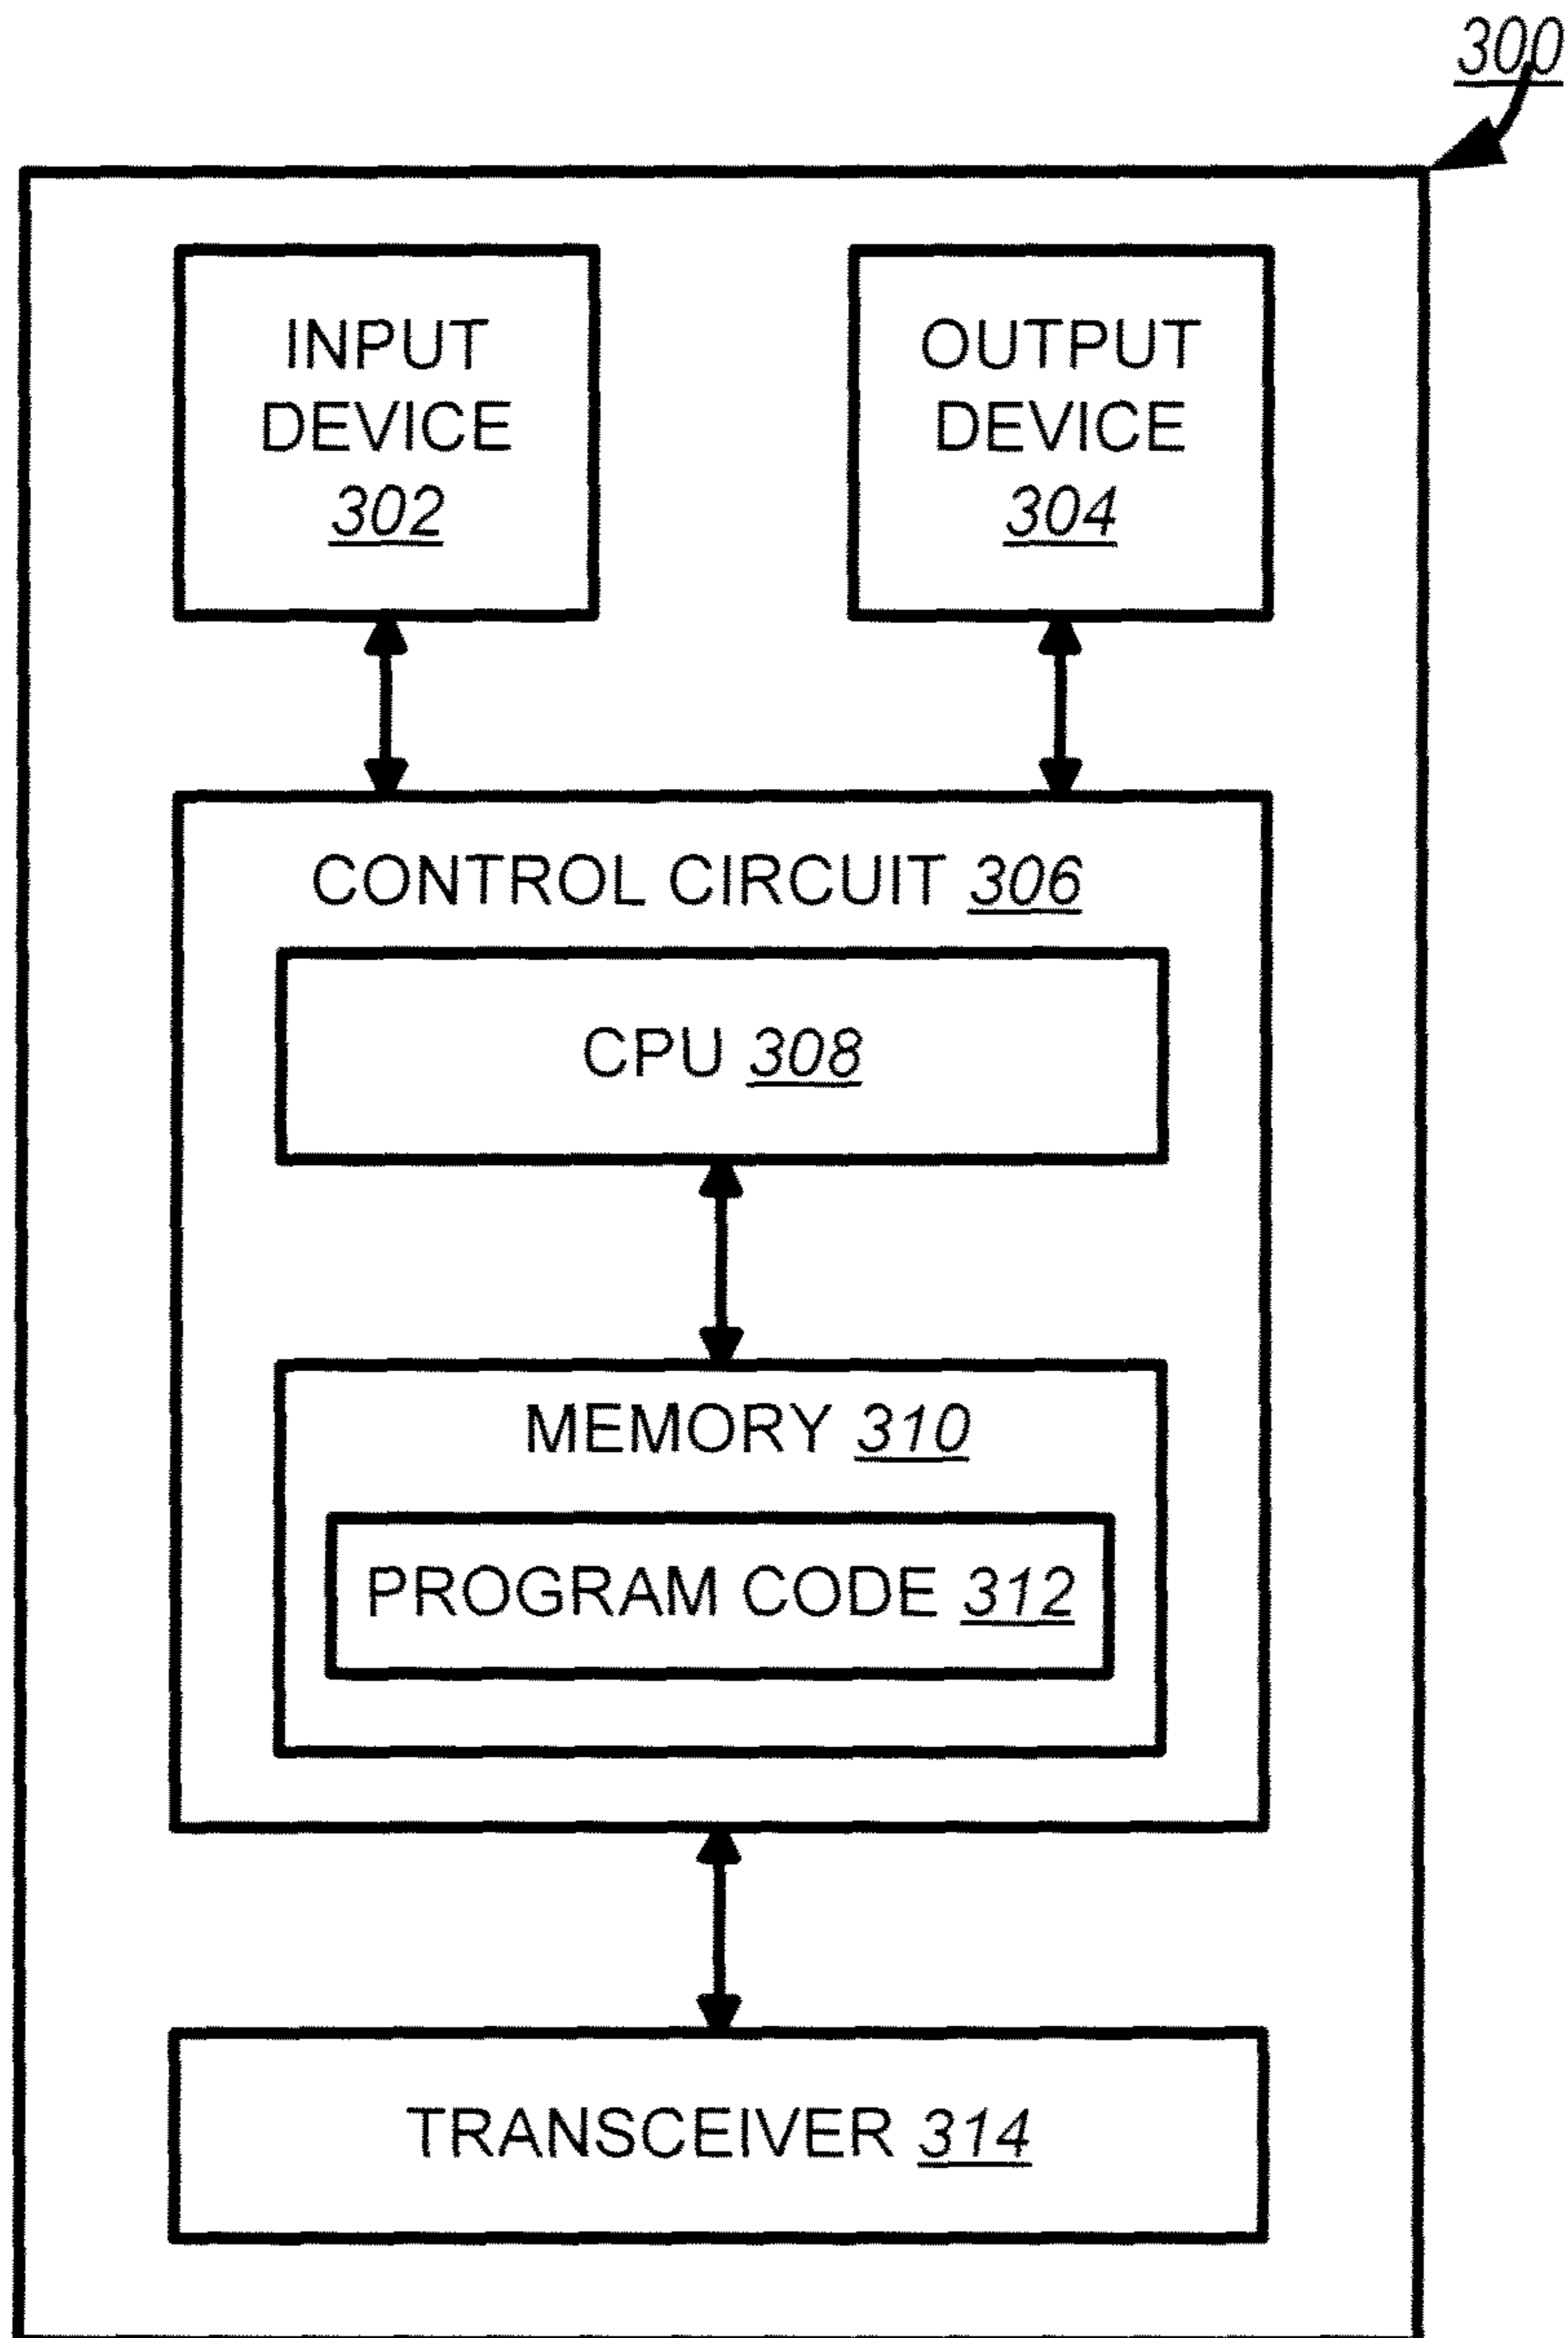 300
INPUT
DEVICE
302
OUTPUT
DEVICE
304
CONTROL CIRCUIT 306
CPU 308
MEMORY 310
PROGRAM CODE 312
TRANSCEIVER 314